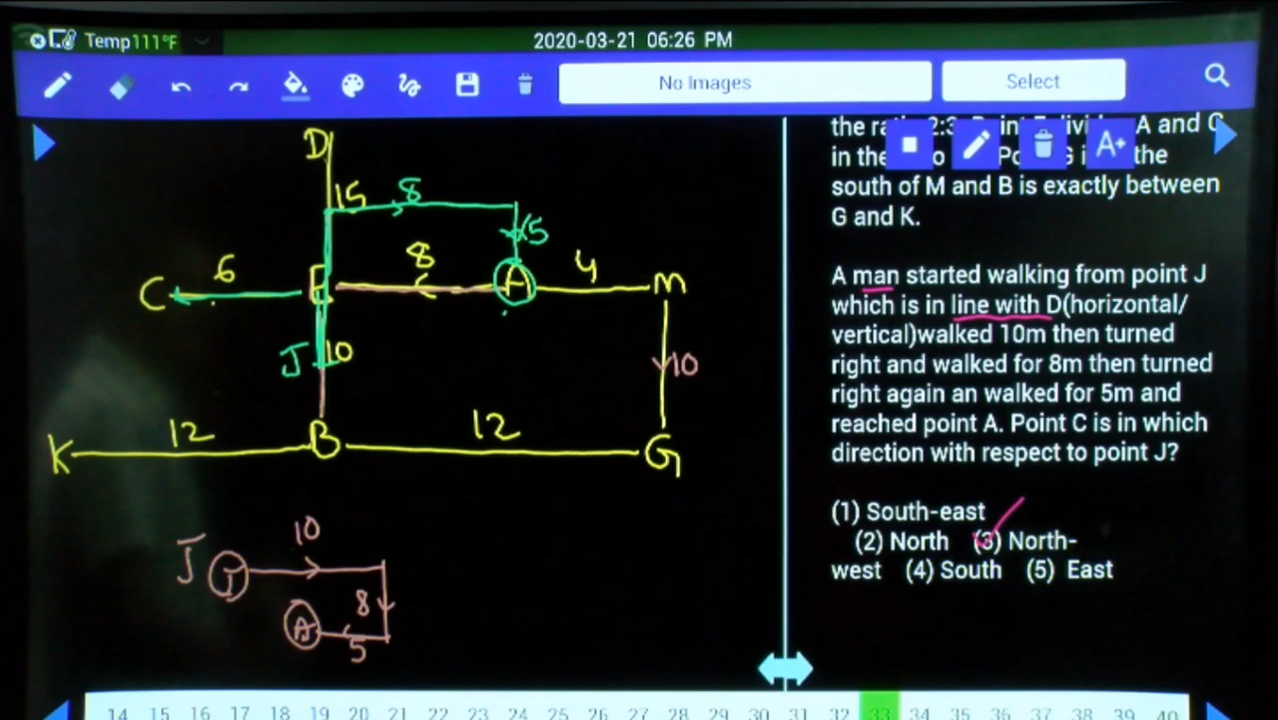 Temp 111°F
2020-03-21 06:26 PM
No Images
Select
the ra 2:3 A and
in the the
south of M and B is exactly between
G and K.
A man started walking from point J
which is in line with D(horizontal/
vertical)walked 10m then turned
right and walked for 8m then turned
right again an walked for 5m and
reached point A. Point C is in which
direction with respect to point J?
(1) South-east
(2) North (3) North-
west (4) South (5) East
A+
D
15 8
5
C 6 E 8 A 4 M
J 10 10
K 12 B 12 G
J J 10
8
A 5
14 15 16 17 18 19 20 21 22 23 24 25 26 27 28 29 30 31 32 33 34 35 36 37 38 39 40